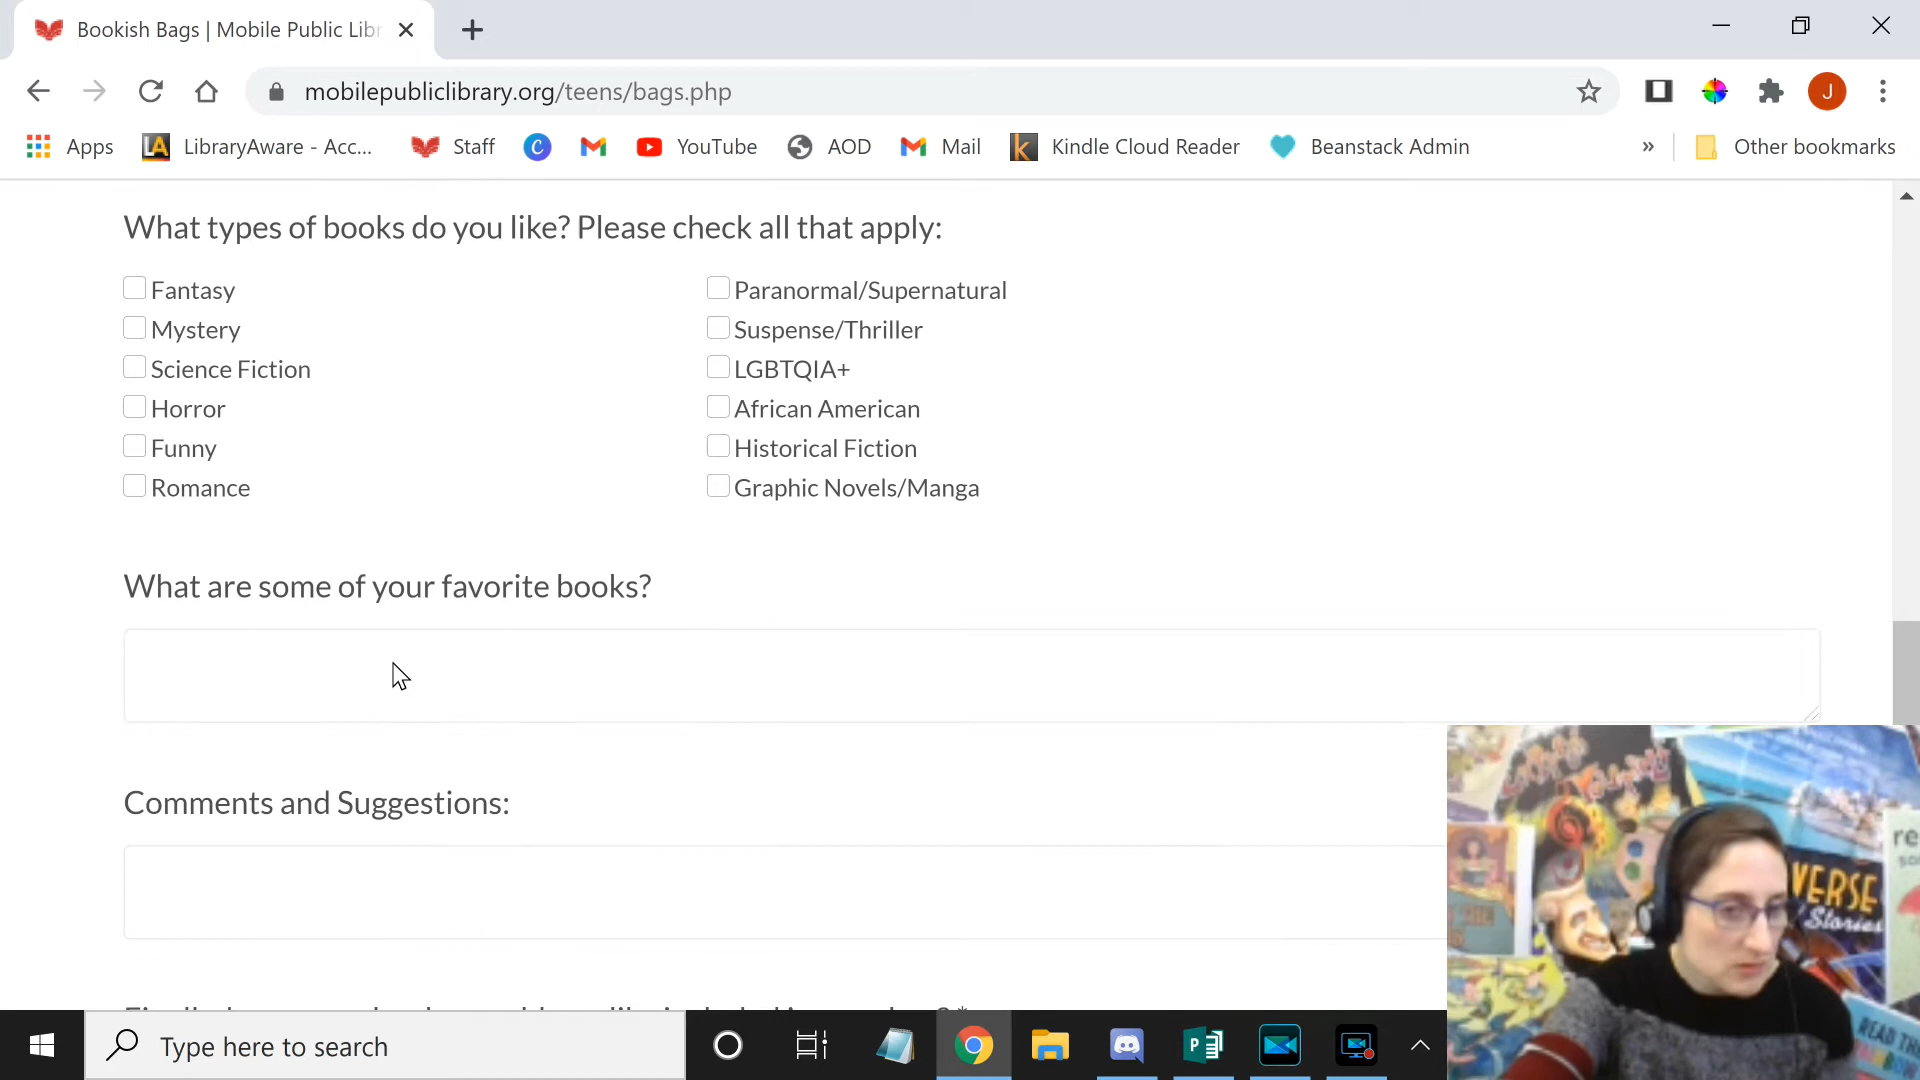 Bookish Bags | Mobile Public Libr
mobilepubliclibrary.org/teens/bags.php
J
Apps
LA
LibraryAware - Acc...
Staff
C
YouTube
AOD
Mail
k
Kindle Cloud Reader
Beanstack Admin
»
Other bookmarks
What types of books do you like? Please check all that apply:
Fantasy
Mystery
Science Fiction
Horror
Funny
Romance
Paranormal/Supernatural
Suspense/Thriller
LGBTQIA+
African American
Historical Fiction
Graphic Novels/Manga
What are some of your favorite books?
Comments and Suggestions:
VERSE
Stories
READ
Type here to search
P